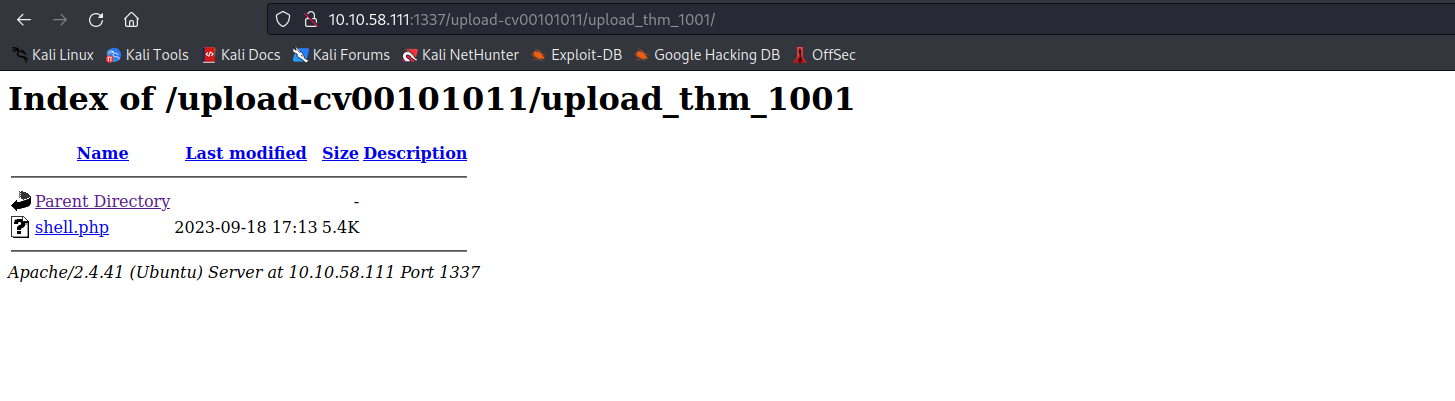 10.10.58.111:1337/upload-cv00101011/upload_thm_1001/
Kali Linux Kali Tools Kali Docs Kali Forums Kali NetHunter Exploit-DB Google Hacking DB OffSec
Index of /upload-cv00101011/upload_thm_1001
Name Last modified Size Description
Parent Directory -
shell.php 2023-09-18 17:13 5.4K
Apache/2.4.41 (Ubuntu) Server at 10.10.58.111 Port 1337